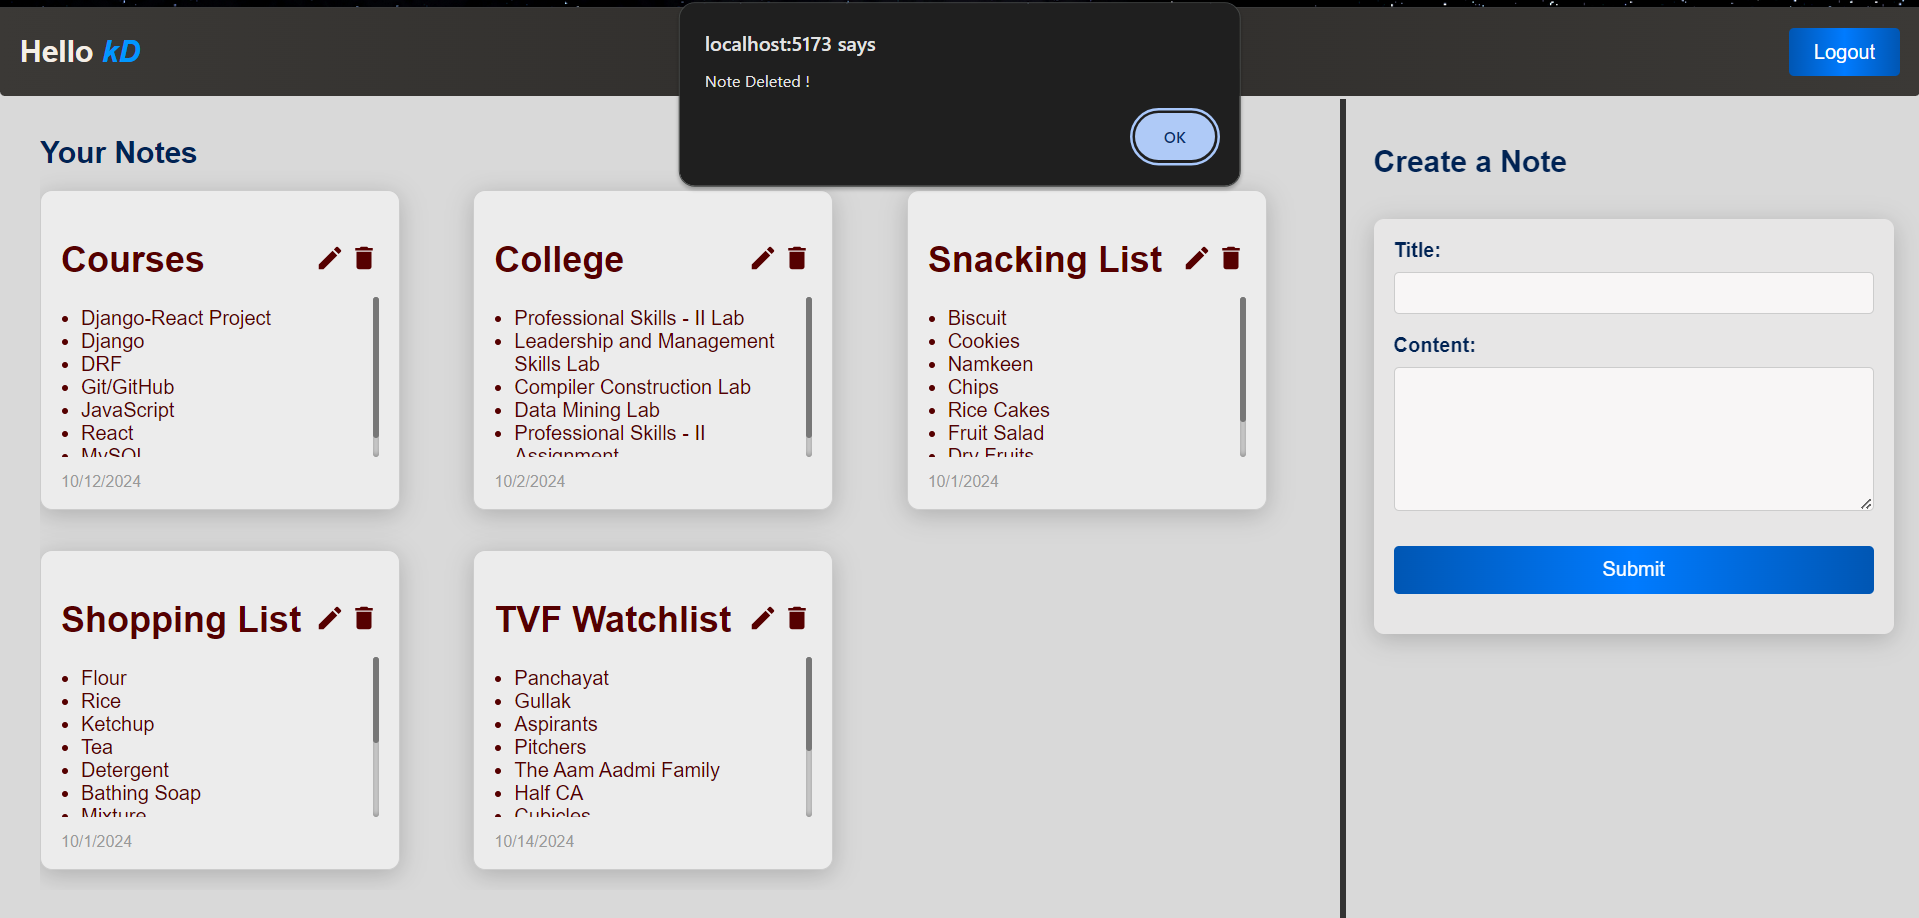 Hello kD
localhost:5173 says
Note Deleted !
OK
Logout
Your Notes
Courses
• Django-React Project
• Django
• DRF
• Git/GitHub
• JavaScript
• React
• MySQL
10/12/2024
College
• Professional Skills - II Lab
• Leadership and Management
Skills Lab
• Compiler Construction Lab
• Data Mining Lab
• Professional Skills - II
Assignment
10/2/2024
Snacking List
• Biscuit
• Cookies
• Namkeen
• Chips
• Rice Cakes
• Fruit Salad
• Dry Fruits
10/1/2024
Shopping List
• Flour
• Rice
• Ketchup
• Tea
• Detergent
• Bathing Soap
• Mixture
10/1/2024
TVF Watchlist
• Panchayat
• Gullak
• Aspirants
• Pitchers
• The Aam Aadmi Family
• Half CA
• Cubicles
10/14/2024
Create a Note
Title:
Content:
Submit